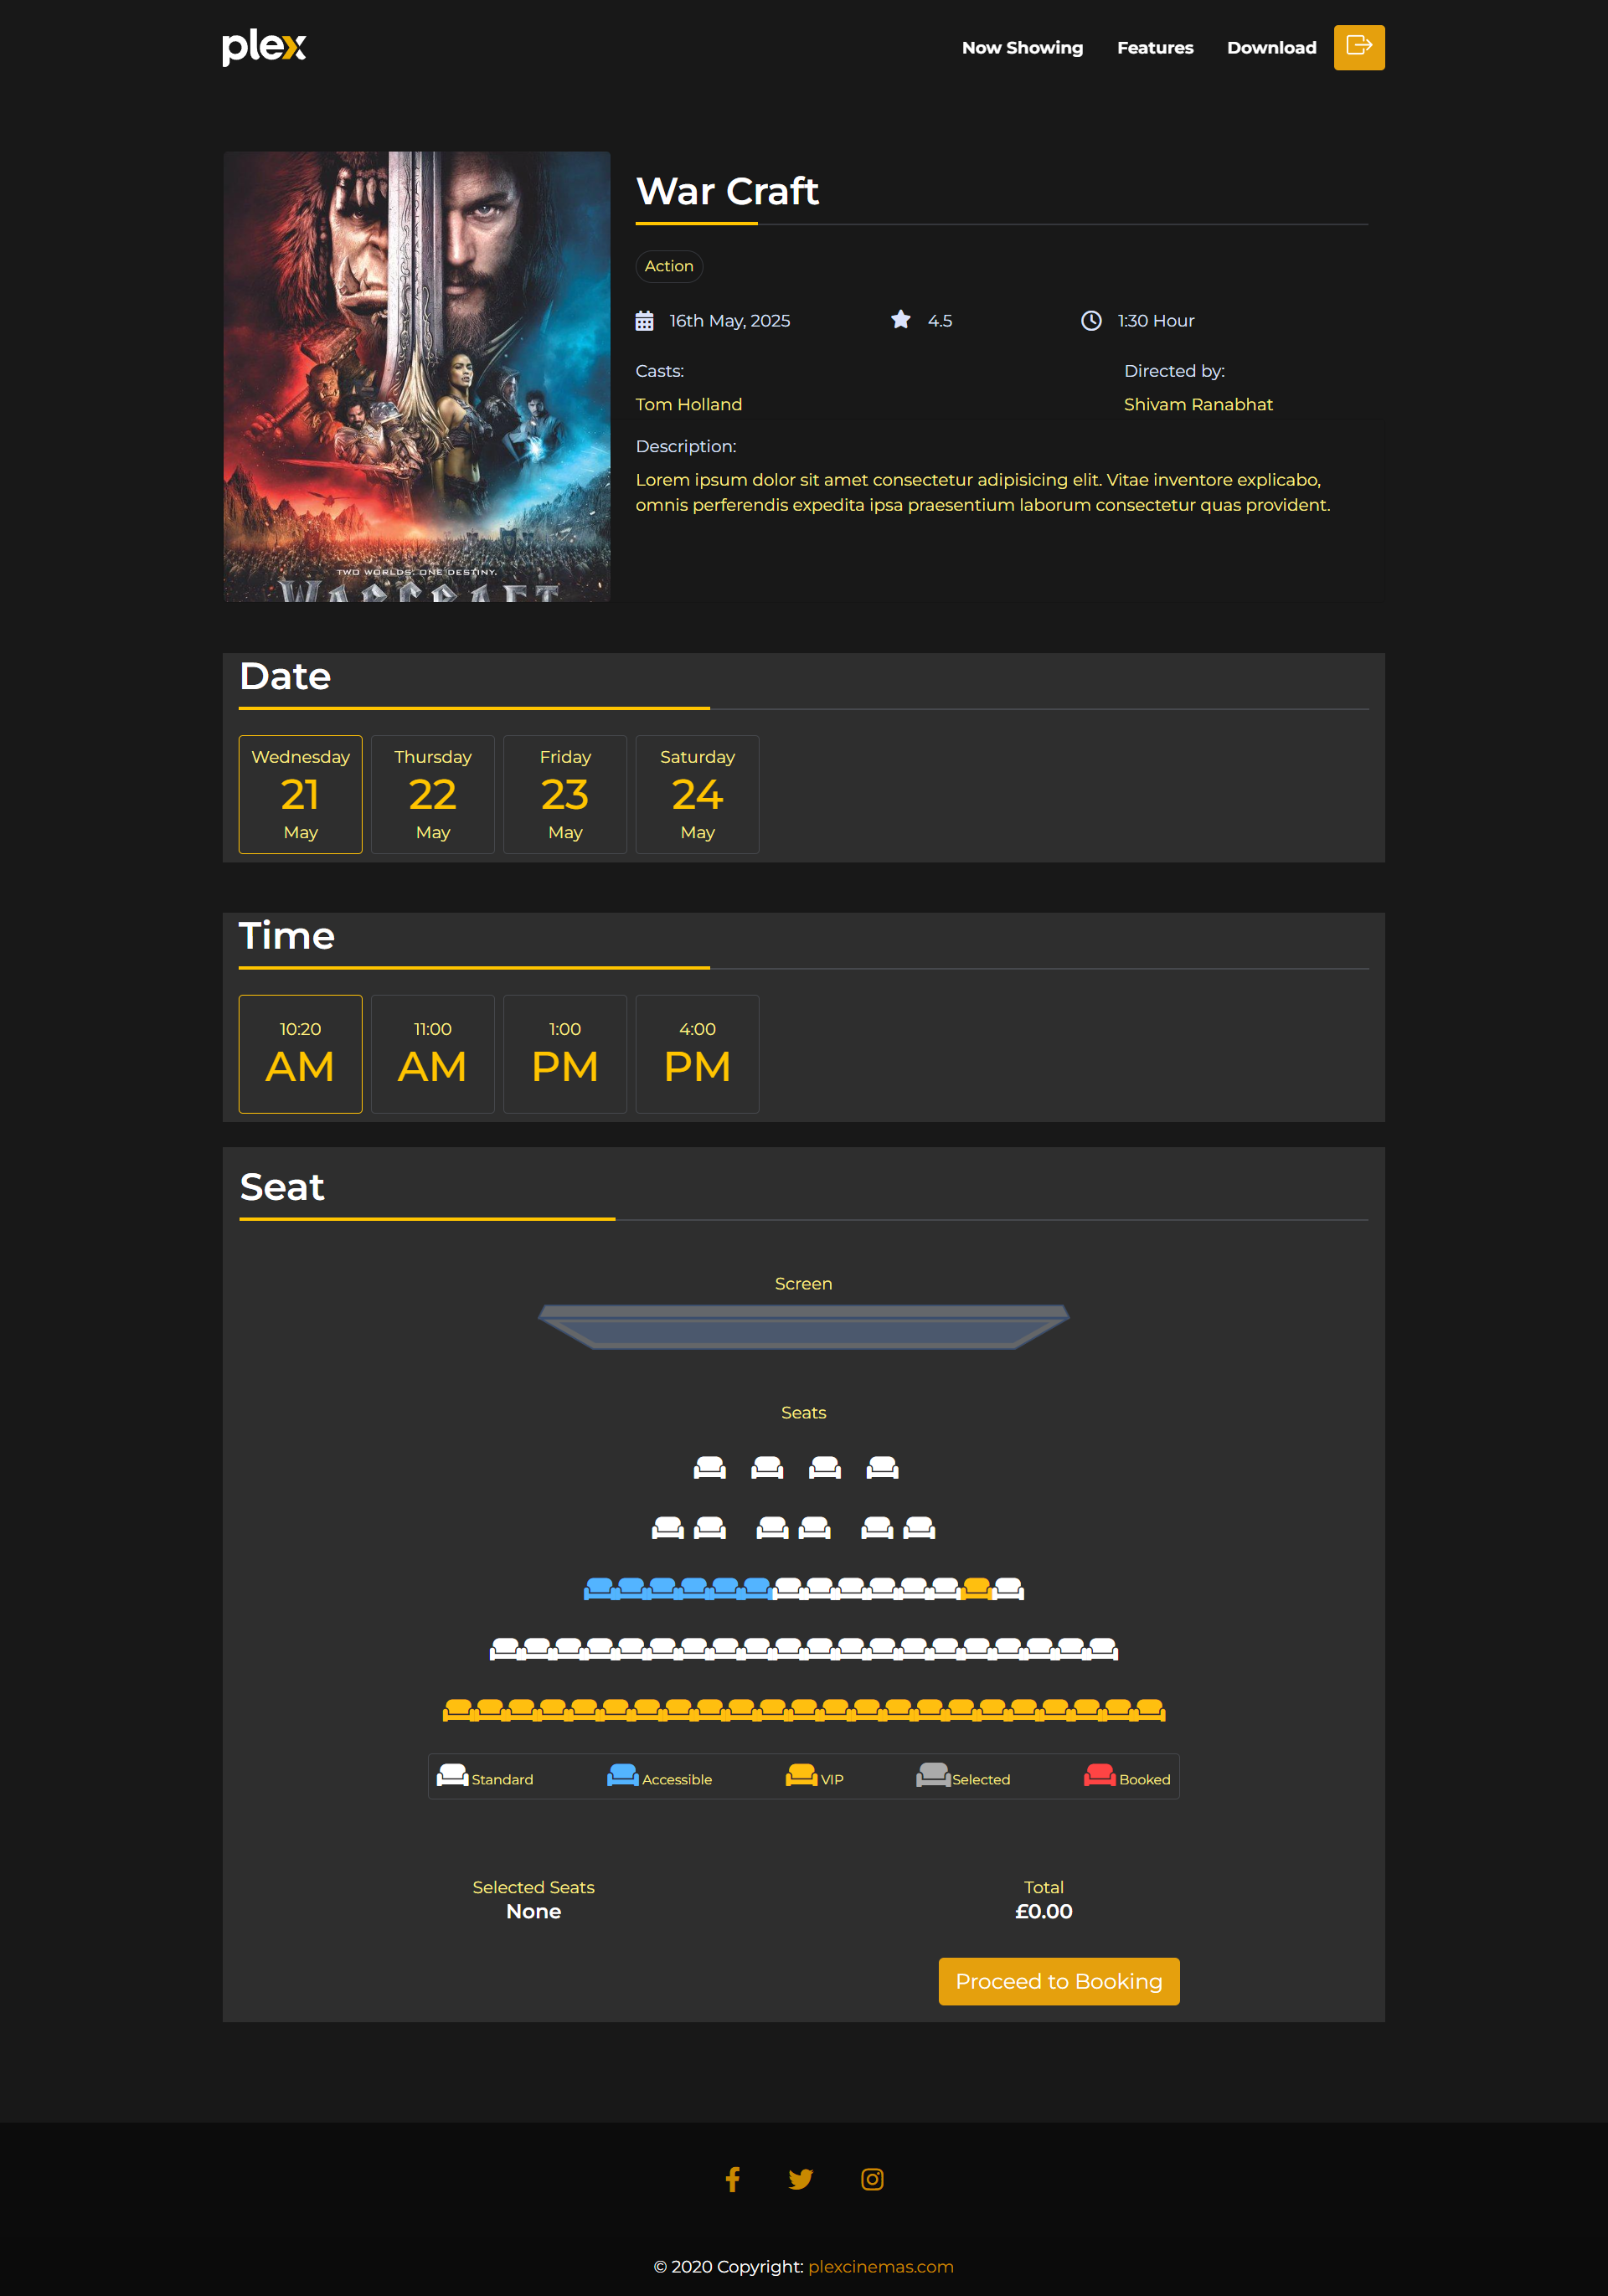 plex
Now Showing Features Download
War Craft
Action
16th May, 2025 4.5 1:30 Hour
Casts: Directed by:
Tom Holland Shivam Ranabhat
Description:
Lorem ipsum dolor sit amet consectetur adipisicing elit. Vitae inventore explicabo,
omnis perferendis expedita ipsa praesentium laborum consectetur quas provident.
TWO WORLDS. ONE DESTINY.
WARCRAFT
Date
Wednesday Thursday Friday Saturday
21 22 23 24
May May May May
Time
10:20 11:00 1:00 4:00
AM AM PM PM
Seat
Screen
Seats
Standard Accessible VIP Selected Booked
Selected Seats Total
None £0.00
Proceed to Booking
© 2020 Copyright: plexcinemas.com